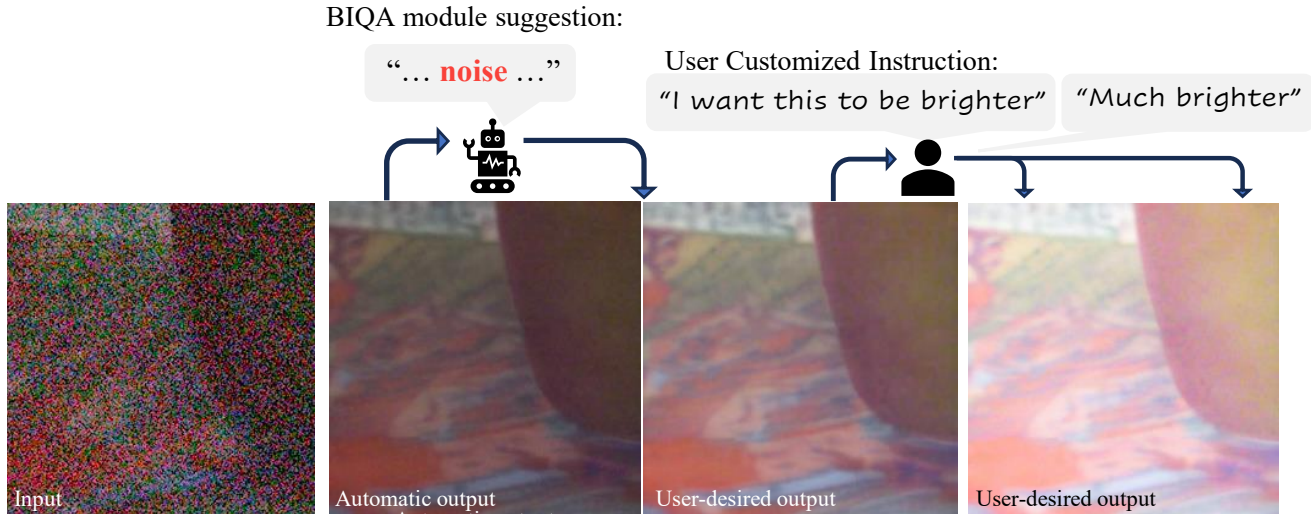 BIQA module suggestion:
“… noise …”
User Customized Instruction:
“I want this to be brighter”
“Much brighter”
Input
Automatic output
User-desired output
User-desired output